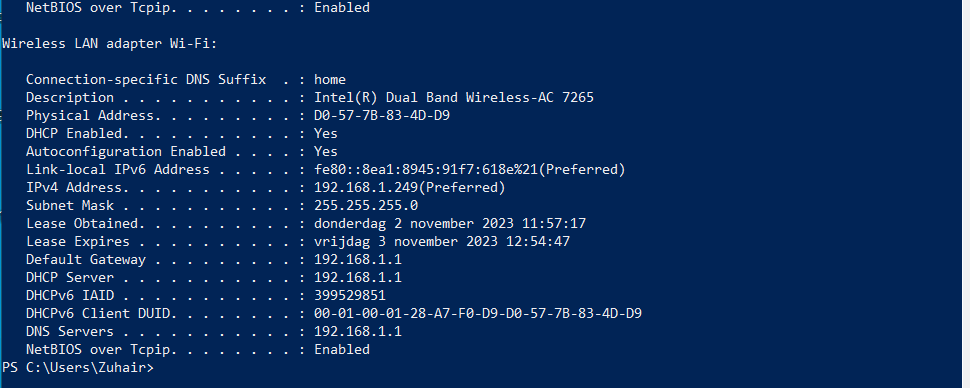 NetBIOS over Tcpip. . . . . . . . : Enabled
Wireless LAN adapter Wi-Fi:
Connection-specific DNS Suffix  . : home
Description . . . . . . . . . . . : Intel(R) Dual Band Wireless-AC 7265
Physical Address. . . . . . . . . : D0-57-7B-83-4D-D9
DHCP Enabled. . . . . . . . . . . : Yes
Autoconfiguration Enabled . . . . : Yes
Link-local IPv6 Address . . . . . : fe80::8ea1:8945:91f7:618e%21(Preferred)
IPv4 Address. . . . . . . . . . . : 192.168.1.249(Preferred)
Subnet Mask . . . . . . . . . . . : 255.255.255.0
Lease Obtained. . . . . . . . . . : donderdag 2 november 2023 11:57:17
Lease Expires . . . . . . . . . . : vrijdag 3 november 2023 12:54:47
Default Gateway . . . . . . . . . : 192.168.1.1
DHCP Server . . . . . . . . . . . : 192.168.1.1
DHCPv6 IAID . . . . . . . . . . . : 399529851
DHCPv6 Client DUID. . . . . . . . : 00-01-00-01-28-A7-F0-D9-D0-57-7B-83-4D-D9
DNS Servers . . . . . . . . . . . : 192.168.1.1
NetBIOS over Tcpip. . . . . . . . : Enabled
PS C:\Users\Zuhair>